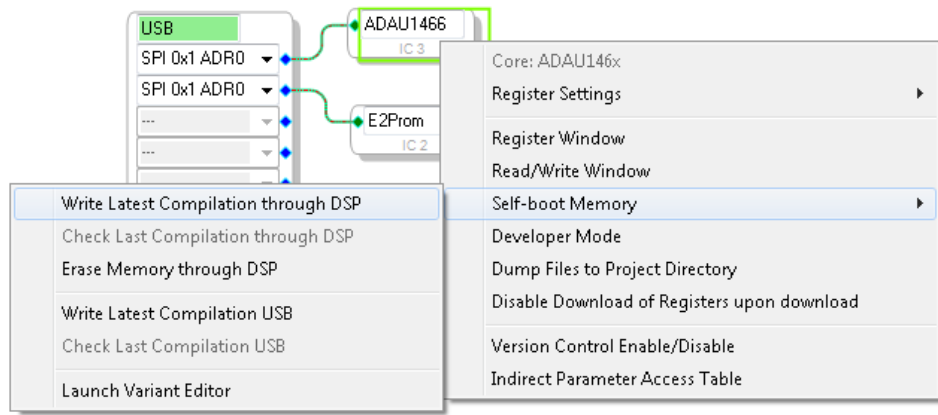 USB
SPI 0x1 ADR0
SPI 0x1 ADR0
---
---
ADAU1466
IC 3
E2Prom
IC 2
Core: ADAU146x
Register Settings
Register Window
Read/Write Window
Self-boot Memory
Developer Mode
Dump Files to Project Directory
Disable Download of Registers upon download
Version Control Enable/Disable
Indirect Parameter Access Table
Write Latest Compilation through DSP
Check Last Compilation through DSP
Erase Memory through DSP
Write Latest Compilation USB
Check Last Compilation USB
Launch Variant Editor